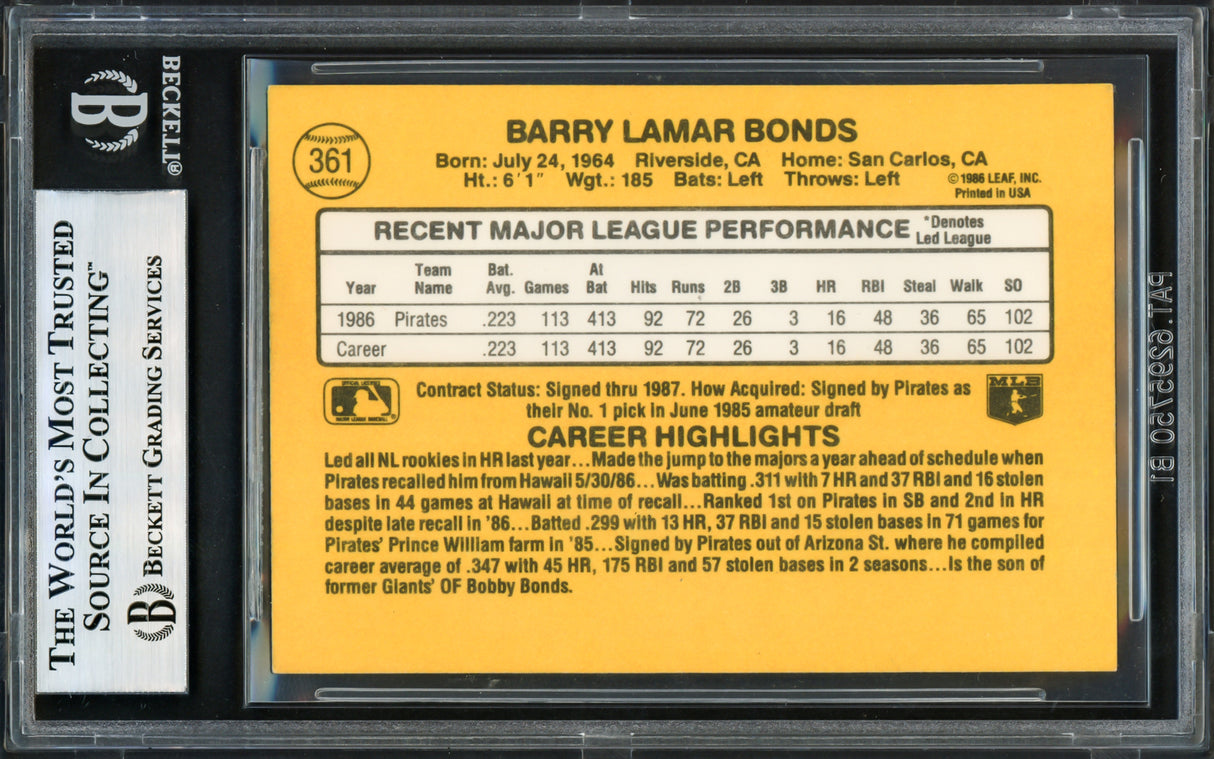 BECKETT®
B
THE WORLD'S MOST TRUSTED
SOURCE IN COLLECTING™
B BECKETT GRADING SERVICES
361
BARRY LAMAR BONDS
Born: July 24, 1964 Riverside, CA Home: San Carlos, CA
Ht.: 6' 1" Wgt.: 185 Bats: Left Throws: Left
©1986 LEAF, INC.
Printed in USA
RECENT MAJOR LEAGUE PERFORMANCE *Denotes
Led League
Year Team Name Bat. Avg. Games At Bat Hits Runs 2B 3B HR RBI Steal Walk SO
1986 Pirates .223 113 413 92 72 26 3 16 48 36 65 102
Career .223 113 413 92 72 26 3 16 48 36 65 102
OFFICIAL LICENSEE
MAJOR LEAGUE BASEBALL
Contract Status: Signed thru 1987. How Acquired: Signed by Pirates as
their No. 1 pick in June 1985 amateur draft
MLB
CAREER HIGHLIGHTS
Led all NL rookies in HR last year...Made the jump to the majors a year ahead of schedule when
Pirates recalled him from Hawaii 5/30/86...Was batting .311 with 7 HR and 37 RBI and 16 stolen
bases in 44 games at Hawaii at time of recall...Ranked 1st on Pirates in SB and 2nd in HR
despite late recall in '86...Batted .299 with 13 HR, 37 RBI and 15 stolen bases in 71 games for
Pirates' Prince William farm in '85...Signed by Pirates out of Arizona St. where he compiled
career average of .347 with 45 HR, 175 RBI and 57 stolen bases in 2 seasons...Is the son of
former Giants' OF Bobby Bonds.
PAT. 6295750 B1